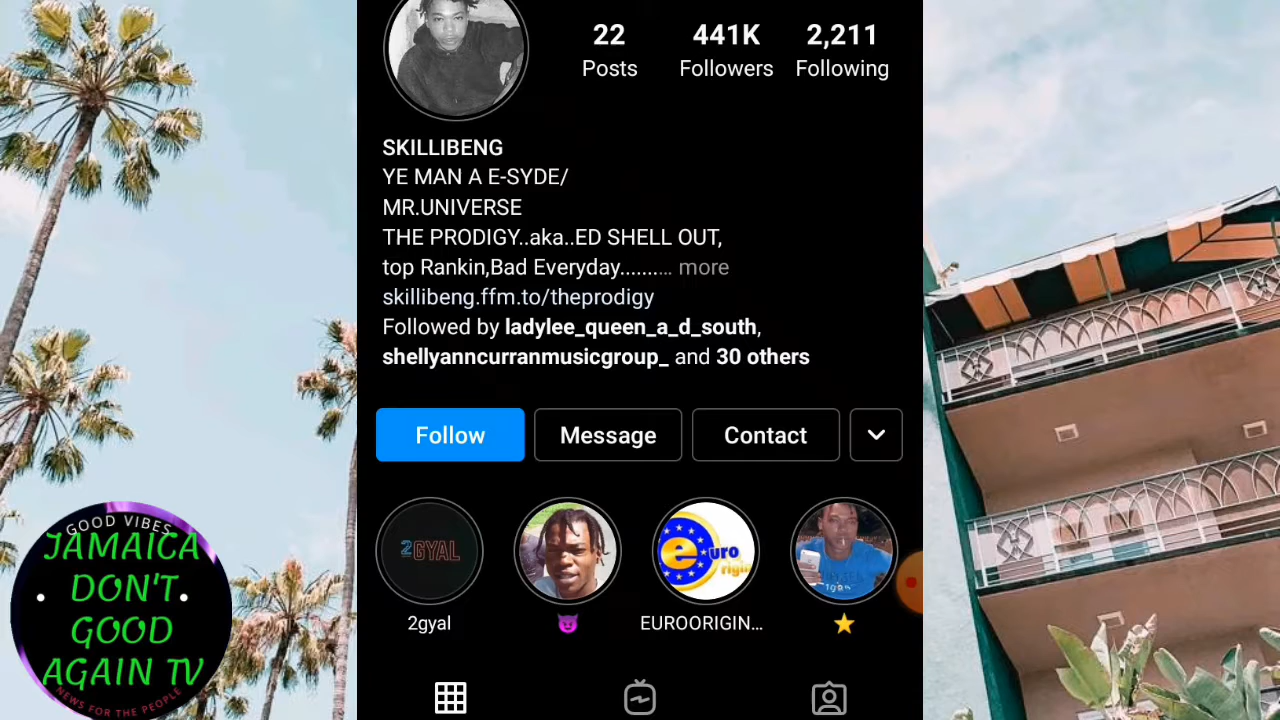 22
441K
2,211
Posts
Followers
Following
SKILLIBENG
YE MAN A E-SYDE/
MR.UNIVERSE
THE PRODIGY..aka..ED SHELL OUT,
top Rankin,Bad Everyday.......... more
skillibeng.ffm.to/theprodigy
Followed by ladylee_queen_a_d_south,
shellyanncurranmusicgroup_ and 30 others
Follow
Message
Contact
2GYAL
euro
origin
2gyal
😈
EUROORIGIN...
⭐
GOOD VIBES
JAMAICA
DON'T
GOOD
AGAIN TV
NEWS FOR THE PEOPLE